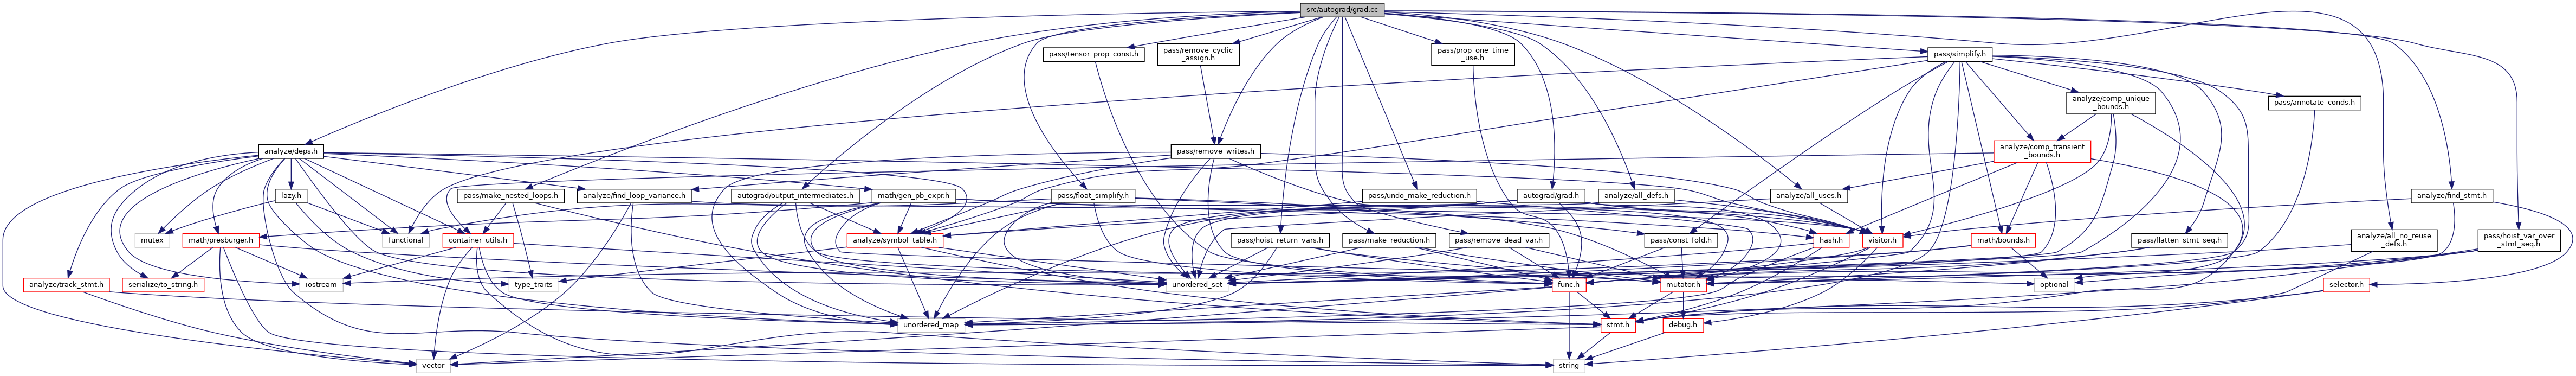 src/autograd/grad.cc
pass/tensor_prop_const.h
pass/remove_cyclic
_assign.h
pass/prop_one_time
_use.h
pass/simplify.h
analyze/comp_unique
_bounds.h
pass/annotate_conds.h
analyze/deps.h
pass/remove_writes.h
analyze/comp_transient
_bounds.h
lazy.h
pass/make_nested_loops.h
analyze/find_loop_variance.h
autograd/output_intermediates.h
math/gen_pb_expr.h
pass/float_simplify.h
pass/undo_make_reduction.h
autograd/grad.h
analyze/all_defs.h
analyze/all_uses.h
analyze/find_stmt.h
mutex
math/presburger.h
functional
container_utils.h
analyze/symbol_table.h
pass/hoist_return_vars.h
pass/make_reduction.h
pass/remove_dead_var.h
pass/const_fold.h
hash.h
visitor.h
math/bounds.h
pass/flatten_stmt_seq.h
analyze/all_no_reuse
_defs.h
pass/hoist_var_over
_stmt_seq.h
analyze/track_stmt.h
serialize/to_string.h
iostream
type_traits
unordered_set
func.h
mutator.h
optional
selector.h
unordered_map
stmt.h
debug.h
vector
string